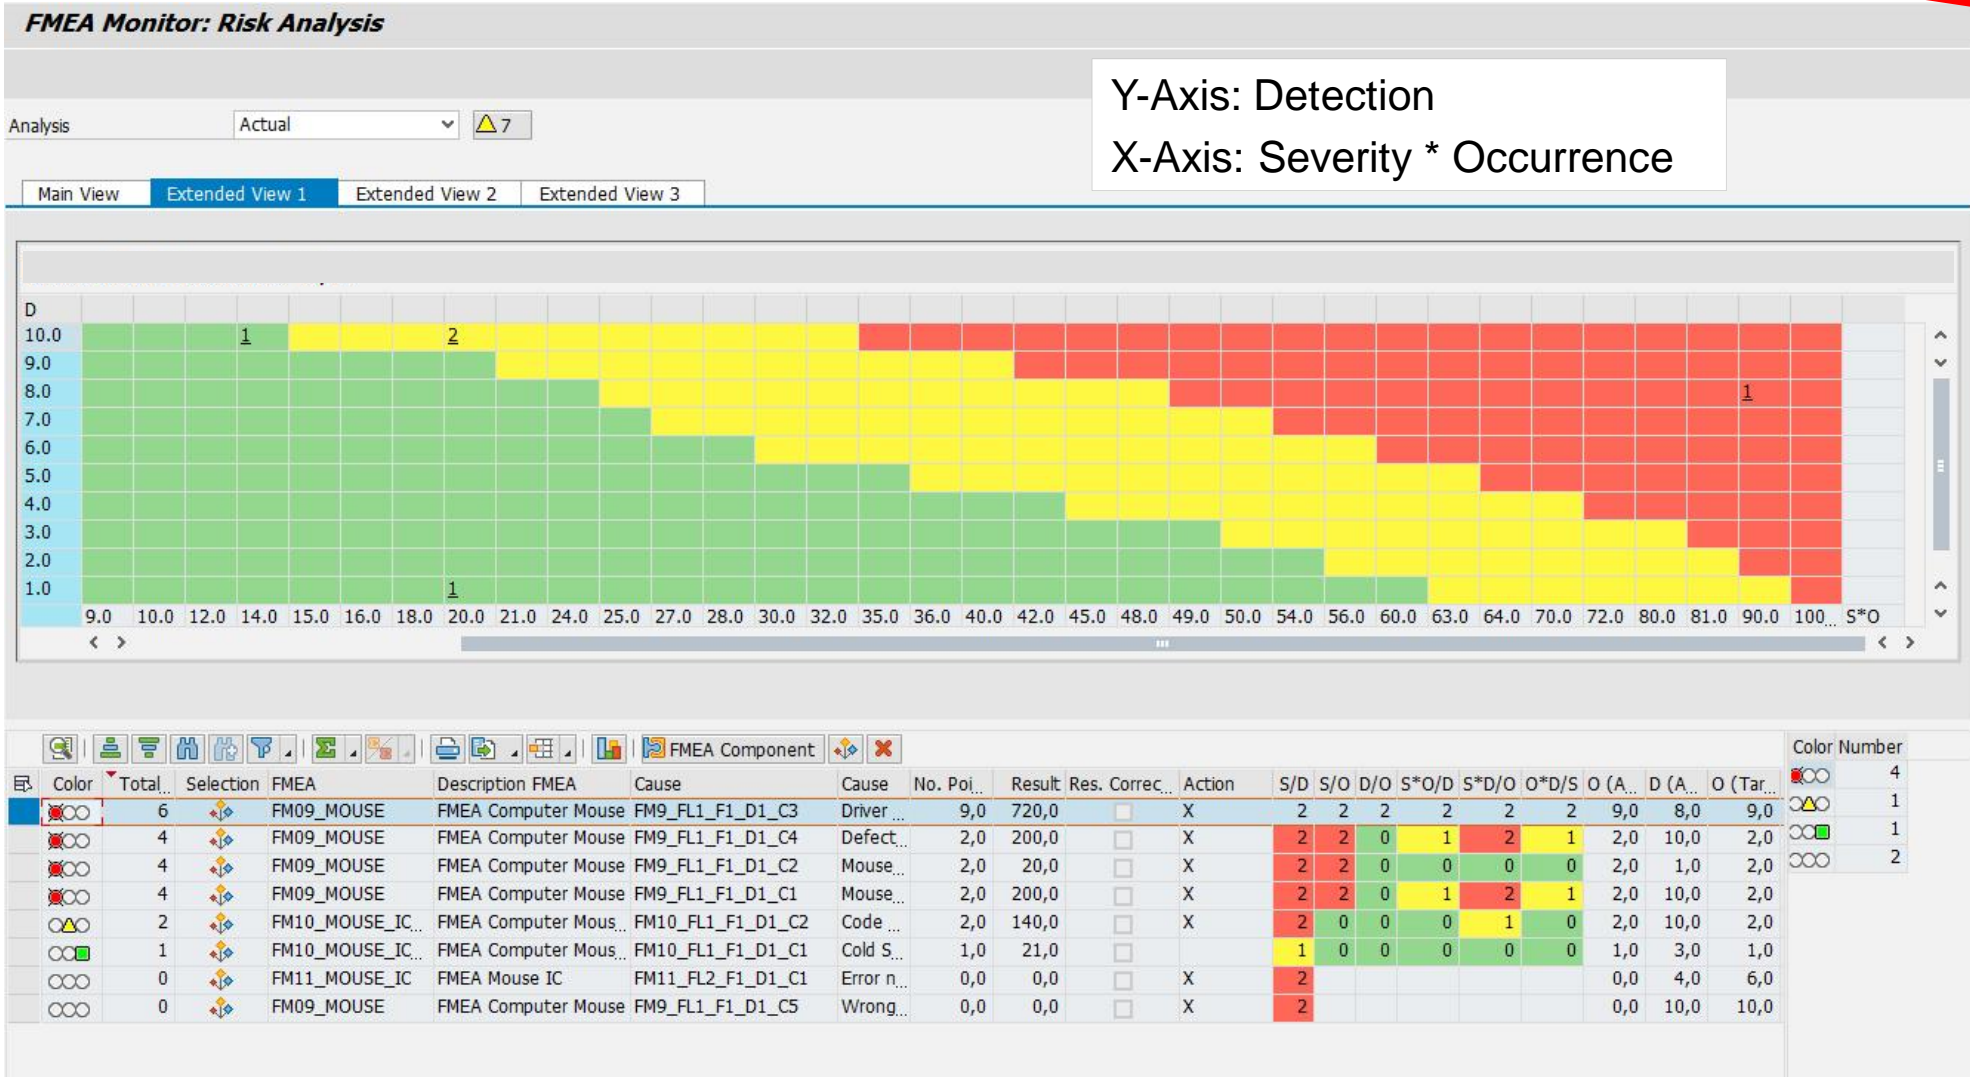 FMEA Monitor: Risk Analysis
Y-Axis: Detection
X-Axis: Severity * Occurrence
Analysis Actual 7
Main View Extended View 1 Extended View 2 Extended View 3
D
10.0 1 2
9.0
8.0 1
7.0
6.0
5.0
4.0
3.0
2.0
1.0 1
9.0 10.0 12.0 14.0 15.0 16.0 18.0 20.0 21.0 24.0 25.0 27.0 28.0 30.0 32.0 35.0 36.0 40.0 42.0 45.0 48.0 49.0 50.0 54.0 56.0 60.0 63.0 64.0 70.0 72.0 80.0 81.0 90.0 100... S*O
FMEA Component
Color Total... Selection FMEA Description FMEA Cause Cause No. Poi... Result Res. Correc... Action S/D S/O D/O S*O/D S*D/O O*D/S O (A... D (A... O (Tar...
6 FM09_MOUSE FMEA Computer Mouse FM9_FL1_F1_D1_C3 Driver ... 9,0 720,0 X 2 2 2 2 2 2 9,0 8,0 9,0
4 FM09_MOUSE FMEA Computer Mouse FM9_FL1_F1_D1_C4 Defect... 2,0 200,0 X 2 2 0 1 2 1 2,0 10,0 2,0
4 FM09_MOUSE FMEA Computer Mouse FM9_FL1_F1_D1_C2 Mouse... 2,0 20,0 X 2 2 0 0 0 0 2,0 1,0 2,0
4 FM09_MOUSE FMEA Computer Mouse FM9_FL1_F1_D1_C1 Mouse... 2,0 200,0 X 2 2 0 1 2 1 2,0 10,0 2,0
2 FM10_MOUSE_IC... FMEA Computer Mous... FM10_FL1_F1_D1_C2 Code ... 2,0 140,0 X 2 0 0 0 1 0 2,0 10,0 2,0
1 FM10_MOUSE_IC... FMEA Computer Mous... FM10_FL1_F1_D1_C1 Cold S... 1,0 21,0 1 0 0 0 0 0 1,0 3,0 1,0
0 FM11_MOUSE_IC FMEA Mouse IC FM11_FL2_F1_D1_C1 Error n... 0,0 0,0 X 2 0,0 4,0 6,0
0 FM09_MOUSE FMEA Computer Mouse FM9_FL1_F1_D1_C5 Wrong... 0,0 0,0 X 2 0,0 10,0 10,0
Color Number
4
1
1
2